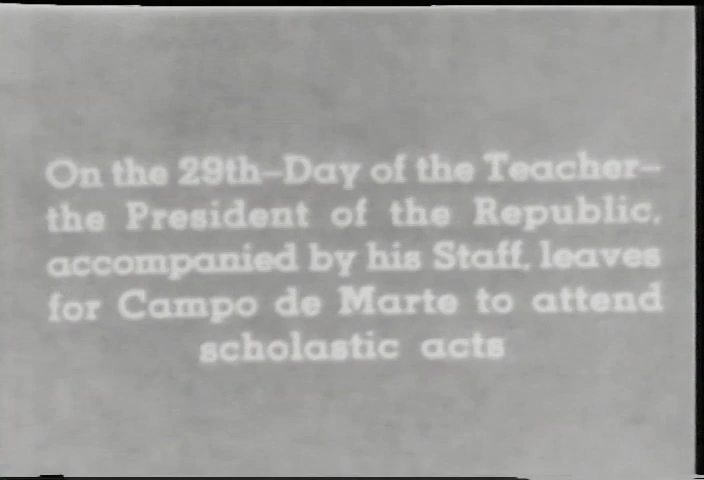 On the 29th—Day of the Teacher—
the President of the Republic,
accompanied by his Staff, leaves
for Campo de Marte to attend
scholastic acts